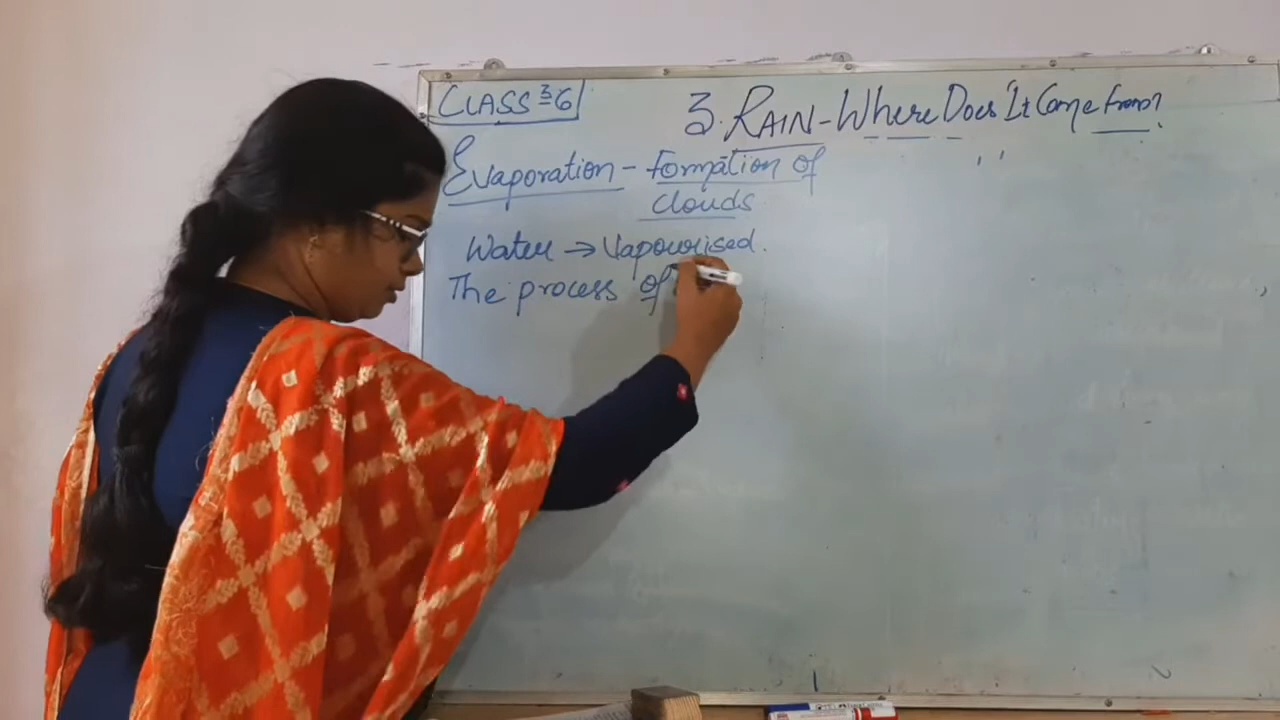 CLASS 6
3. RAIN - Where Does It Come from?
Evaporation - Formation of
clouds
Water → Vapourised.
The process of